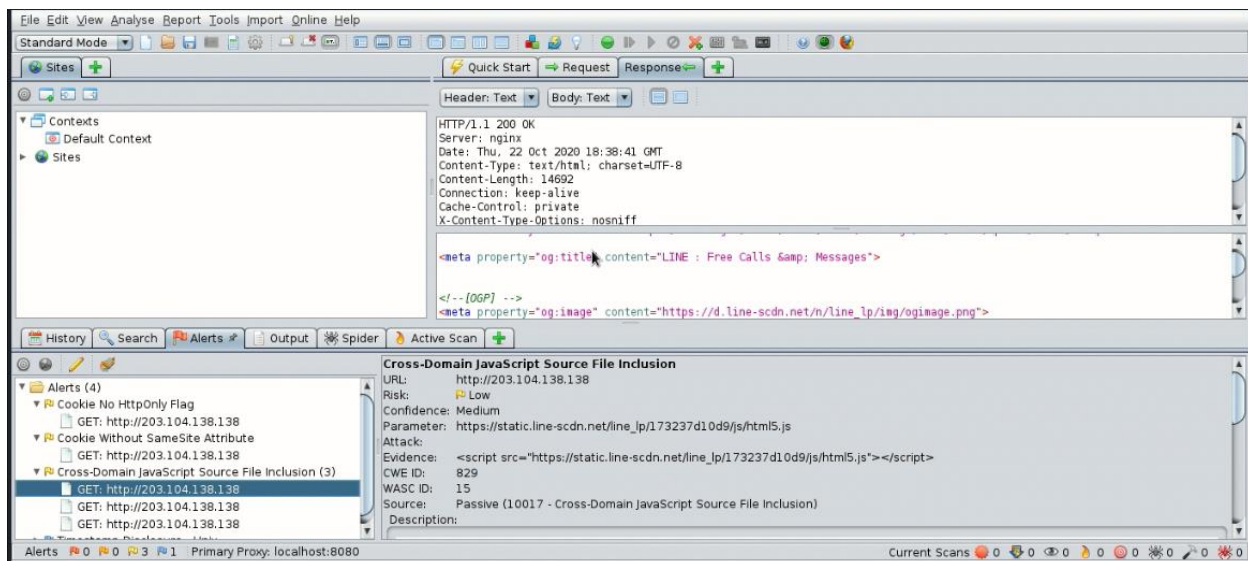 File Edit View Analyse Report Tools Import Online Help
Standard Mode
Sites
Quick Start Request Response
Header: Text Body: Text
Contexts
Default Context
Sites
HTTP/1.1 200 OK
Server: nginx
Date: Thu, 22 Oct 2020 18:38:41 GMT
Content-Type: text/html; charset=UTF-8
Content-Length: 14692
Connection: keep-alive
Cache-Control: private
X-Content-Type-Options: nosniff
<meta property="og:title" content="LINE : Free Calls &amp; Messages">
<!--[OGP] -->
<meta property="og:image" content="https://d.line-scdn.net/n/line_lp/img/ogimage.png">
History Search Alerts Output Spider Active Scan
Alerts (4)
Cookie No HttpOnly Flag
GET: http://203.104.138.138
Cookie Without SameSite Attribute
GET: http://203.104.138.138
Cross-Domain JavaScript Source File Inclusion (3)
GET: http://203.104.138.138
GET: http://203.104.138.138
GET: http://203.104.138.138
Cross-Domain JavaScript Source File Inclusion
URL: http://203.104.138.138
Risk: Low
Confidence: Medium
Parameter: https://static.line-scdn.net/line_lp/173237d10d9/js/html5.js
Attack:
Evidence: <script src="https://static.line-scdn.net/line_lp/173237d10d9/js/html5.js"></script>
CWE ID: 829
WASC ID: 15
Source: Passive (10017 - Cross-Domain JavaScript Source File Inclusion)
Description:
Alerts 0 0 3 1 Primary Proxy: localhost:8080
Current Scans 0 0 0 0 0 0 0 0